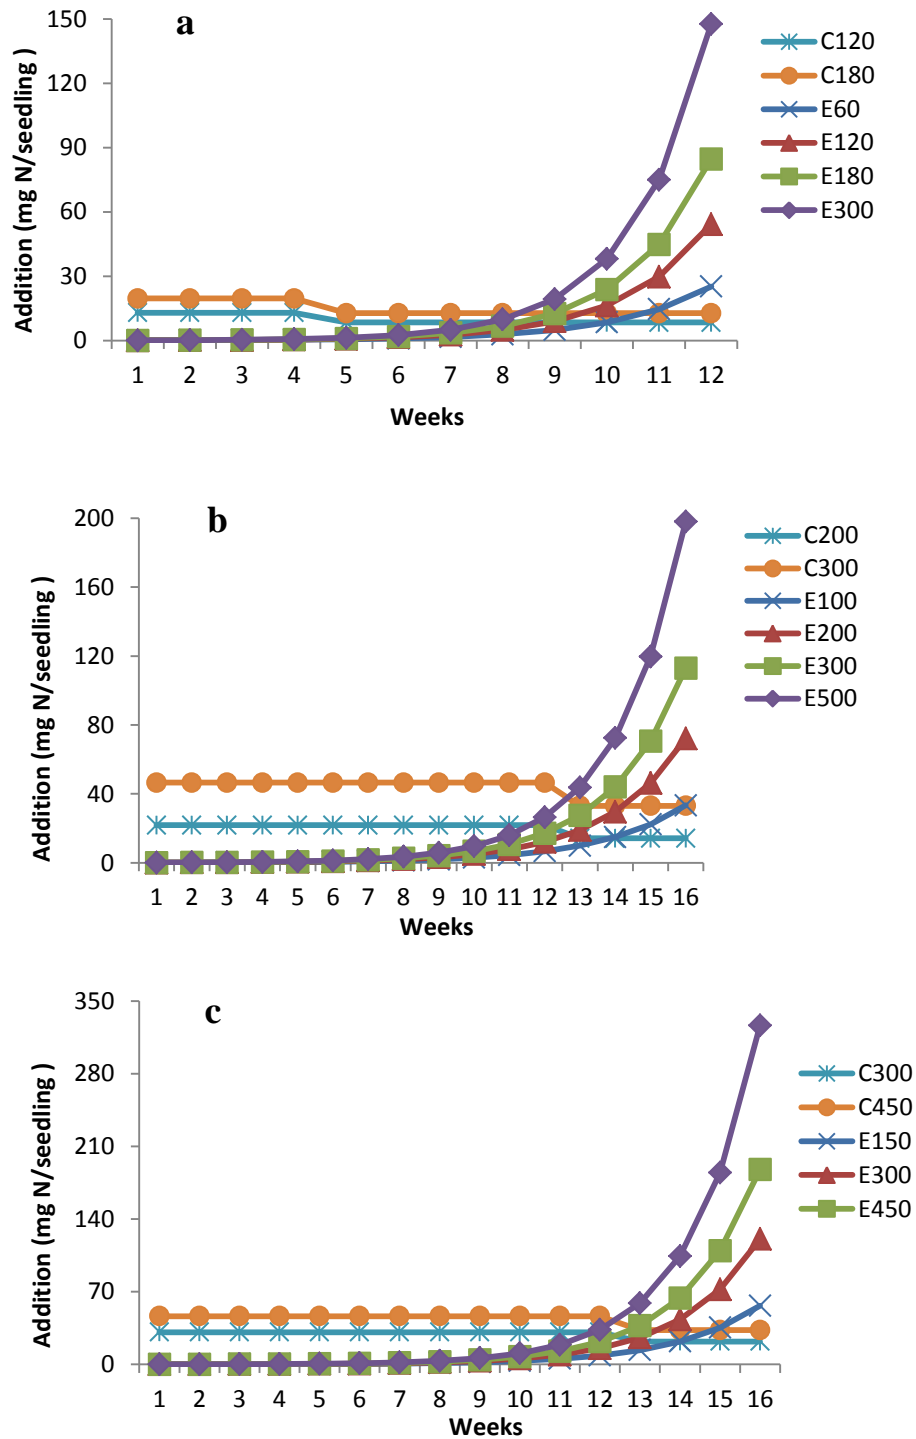 a
150
120
90
60
30
0
Addition (mg N/seedling )
1 2 3 4 5 6 7 8 9 10 11 12
Weeks
C120
C180
E60
E120
E180
E300
b
200
160
120
80
40
0
Addition (mg N/seedling )
1 2 3 4 5 6 7 8 9 10 11 12 13 14 15 16
Weeks
C200
C300
E100
E200
E300
E500
c
350
280
210
140
70
0
Addition (mg N/seedling )
1 2 3 4 5 6 7 8 9 10 11 12 13 14 15 16
Weeks
C300
C450
E150
E300
E450